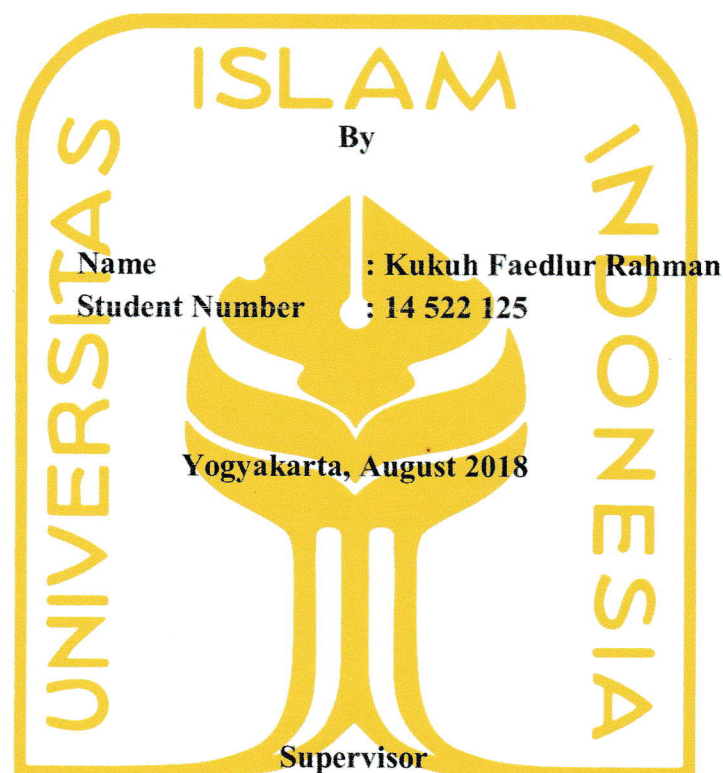 ISLAM
UNIVERSITAS
INDONESIA
By
Name : Kukuh Faedlur Rahman
Student Number : 14 522 125
Yogyakarta, August 2018
Supervisor